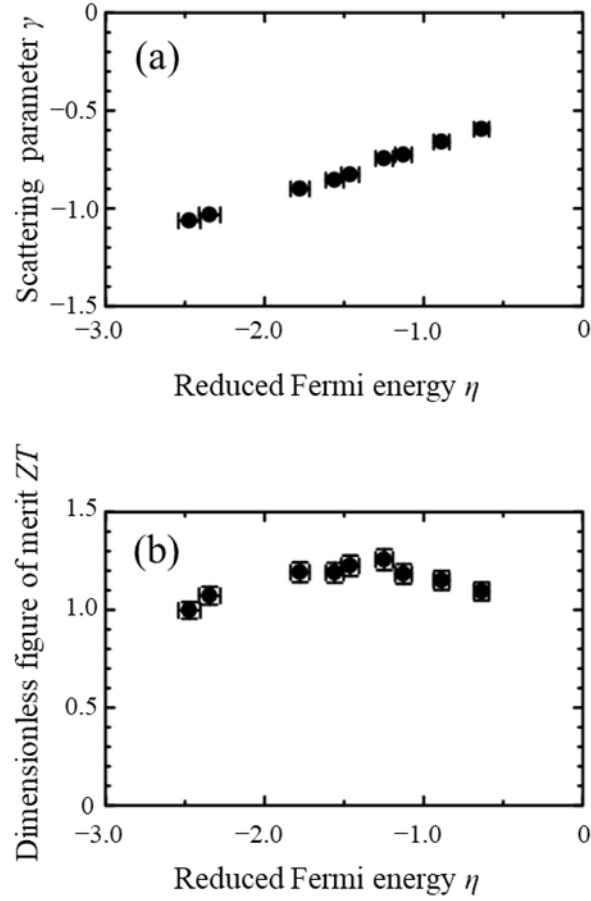 (a)
Scattering parameter γ
0
−0.5
−1.0
−1.5
−3.0 −2.0 −1.0 0
Reduced Fermi energy η
(b)
Dimensionless figure of merit ZT
1.5
1.0
0.5
0
−3.0 −2.0 −1.0 0
Reduced Fermi energy η